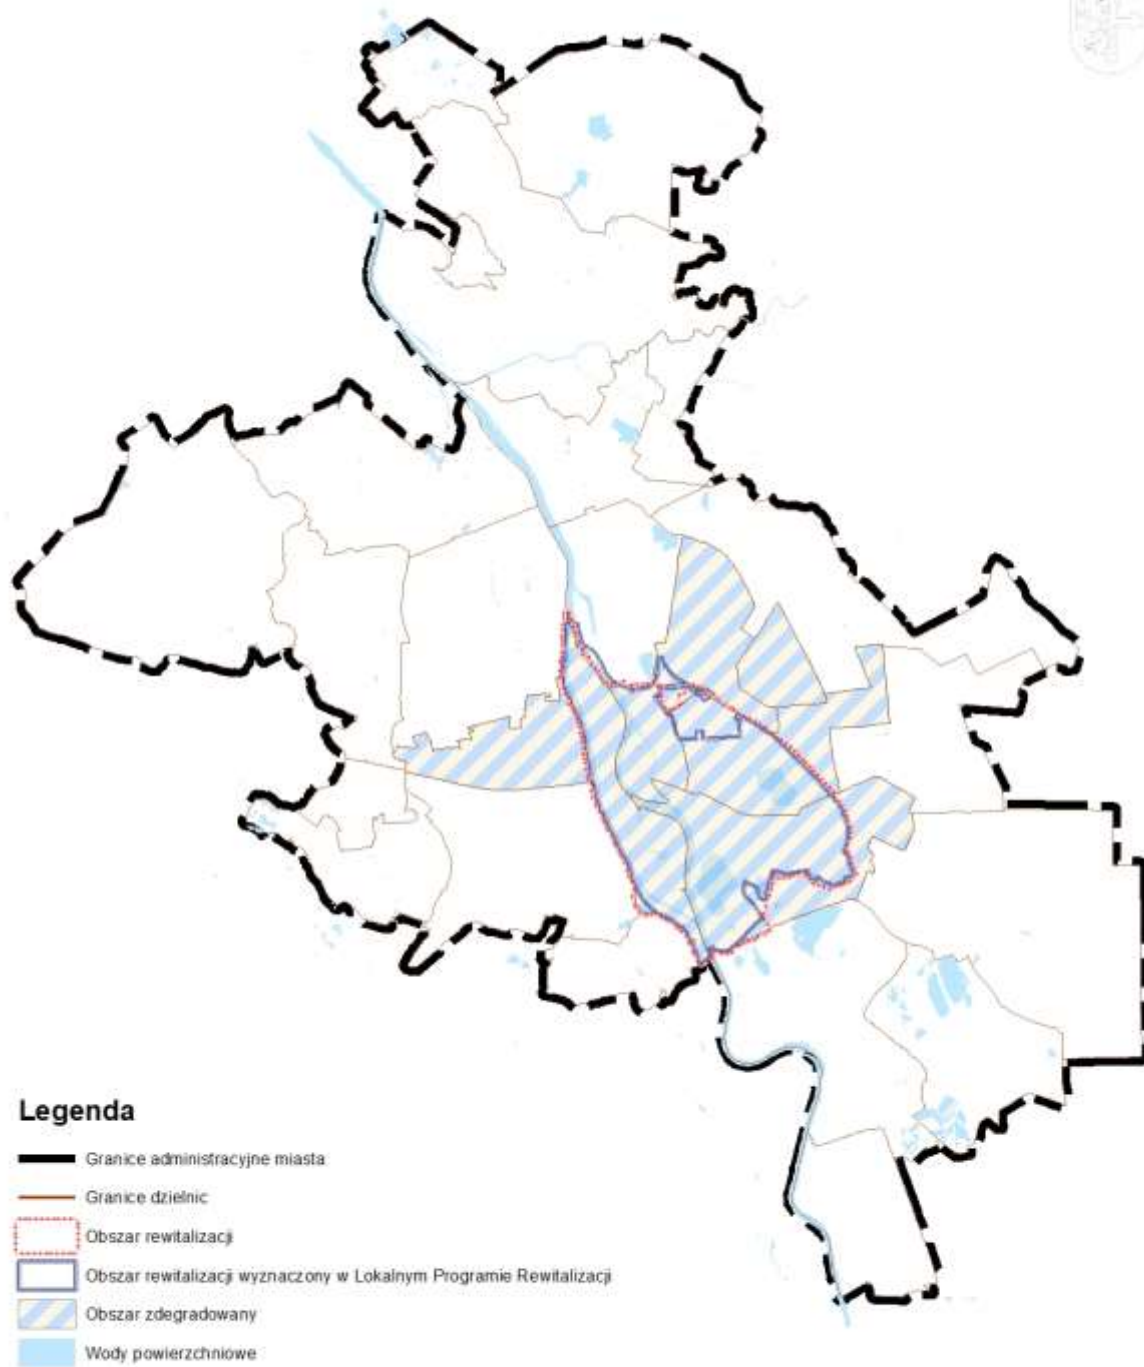 Legenda
Granice administracyjne miasta
Granice dzielnic
Obszar rewitalizacji
Obszar rewitalizacji wyznaczony w Lokalnym Programie Rewitalizacji
Obszar zdegradowany
Wody powierzchniowe